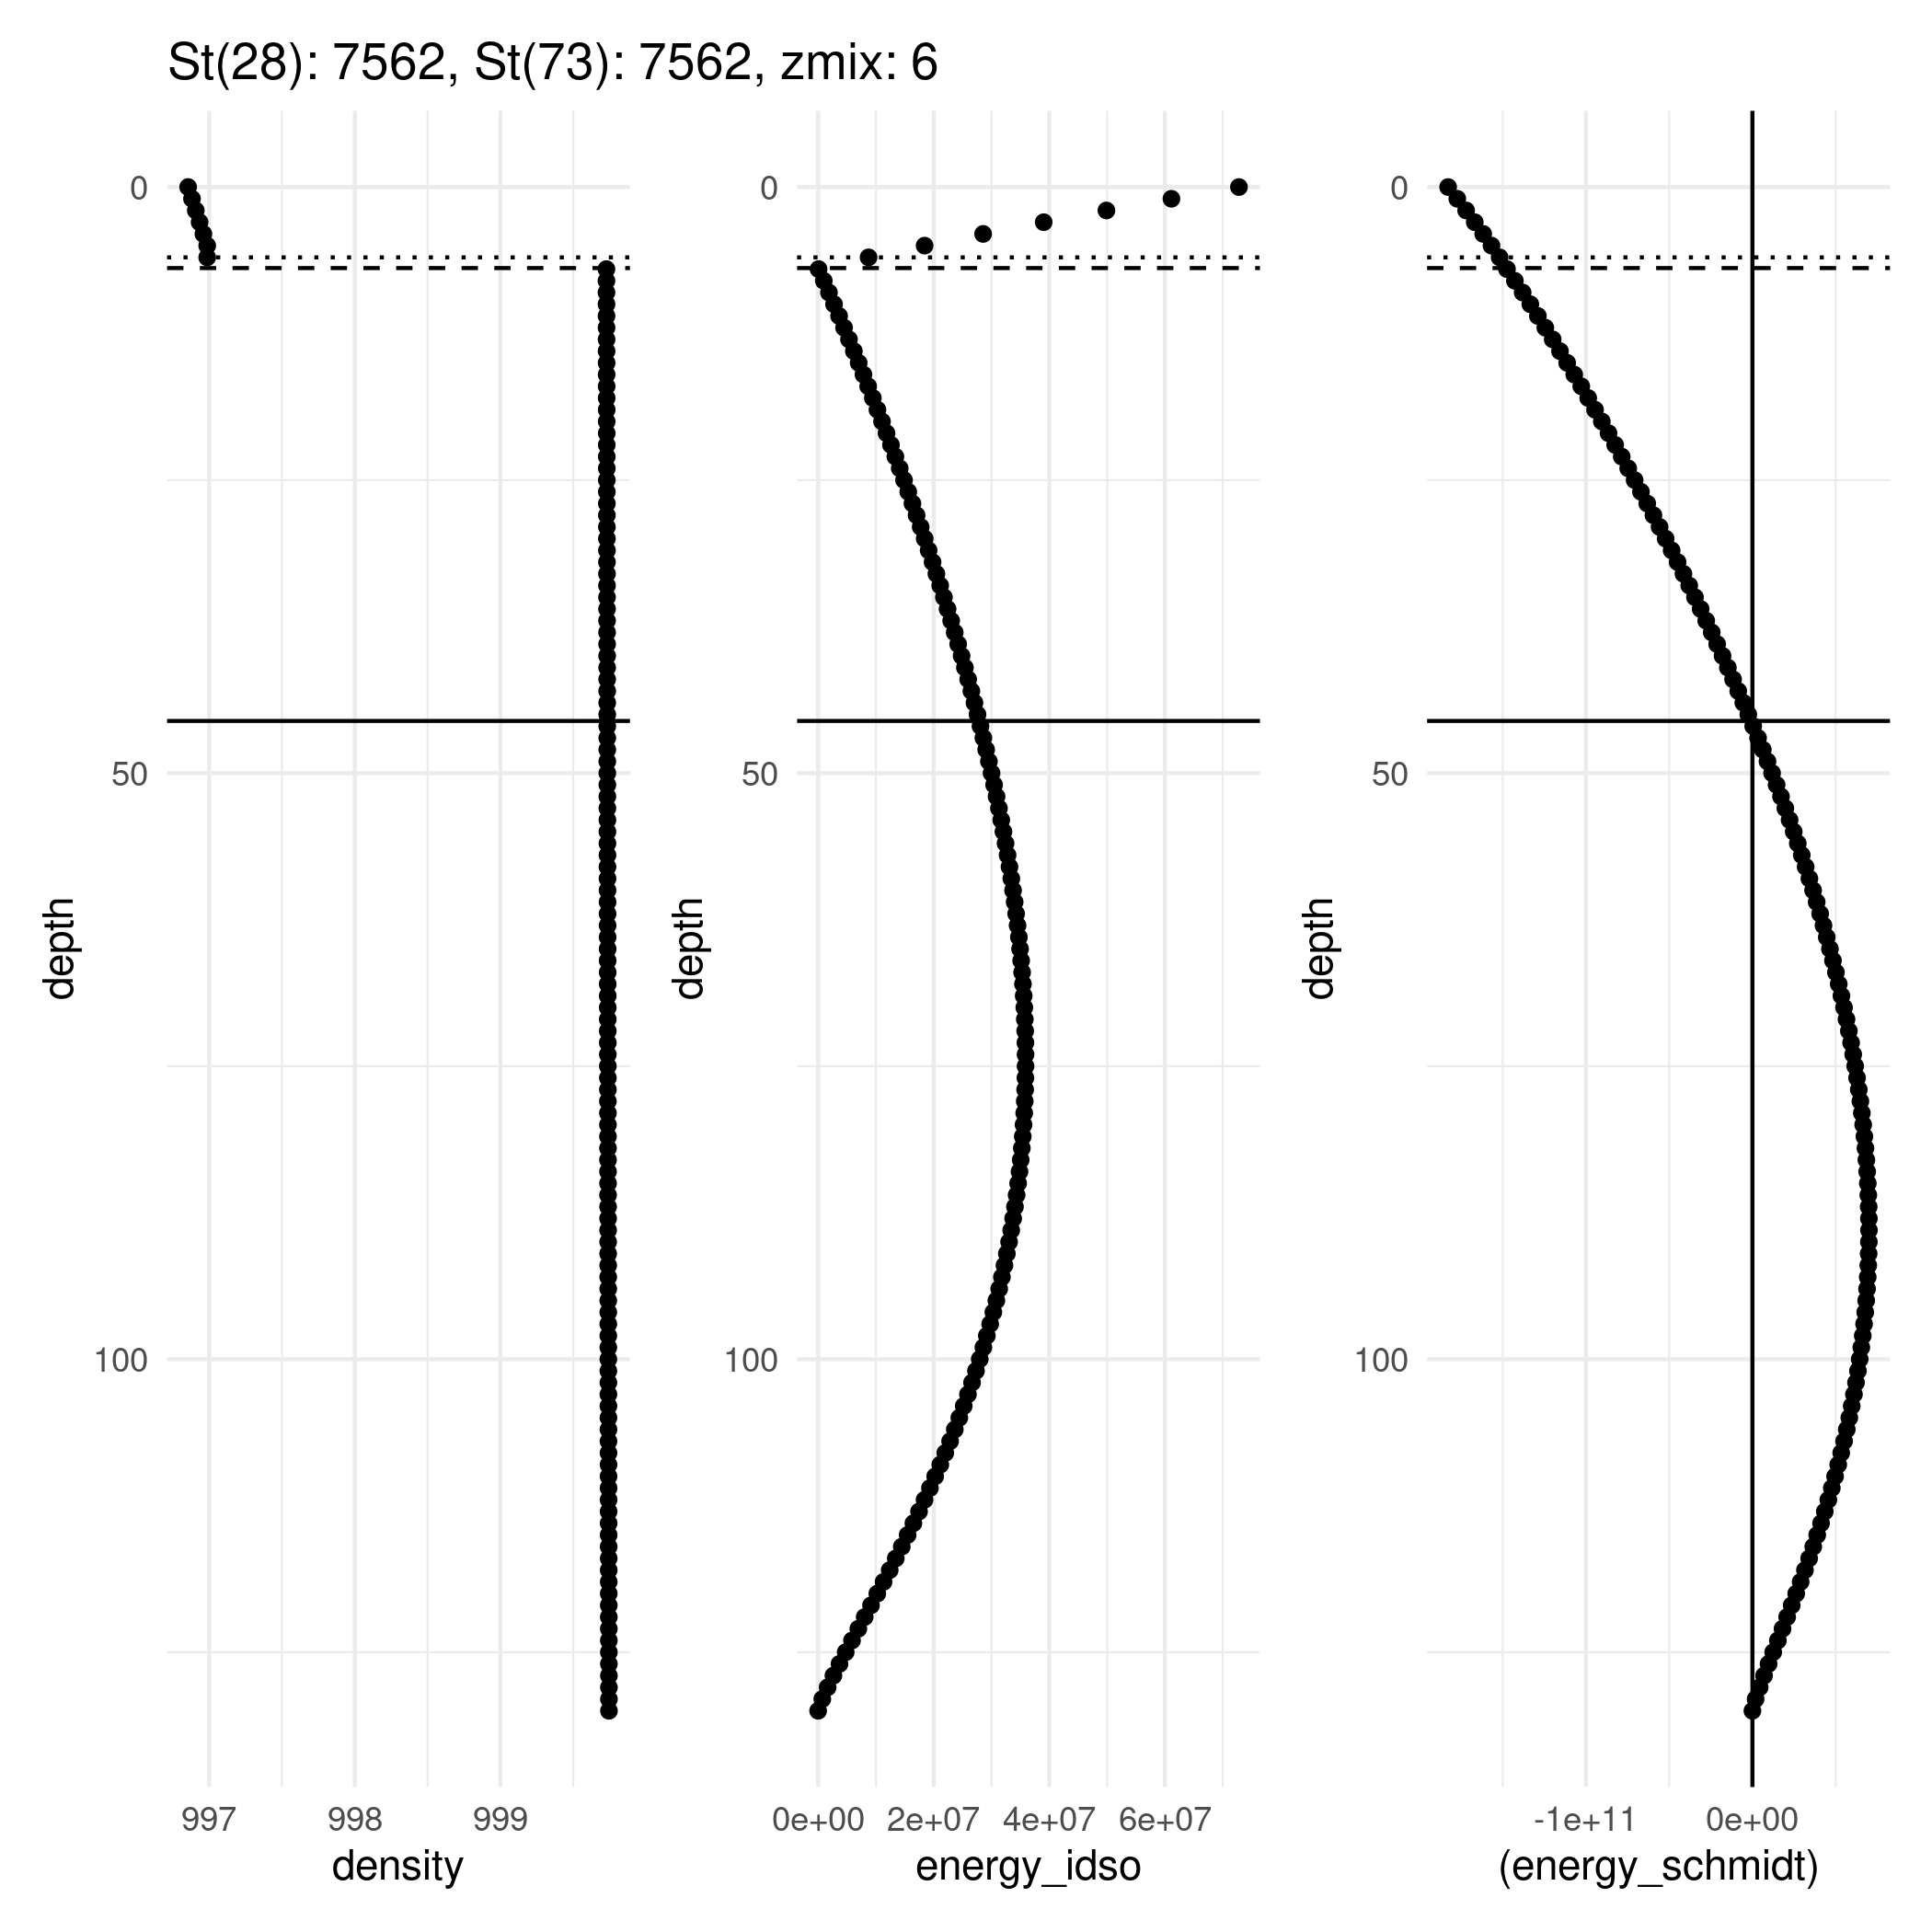 St(28): 7562, St(73): 7562, zmix: 6
0
50
100
depth
997 998 999
density
0
50
100
depth
0e+00 2e+07 4e+07 6e+07
energy_idso
0
50
100
depth
-1e+11 0e+00
(energy_schmidt)